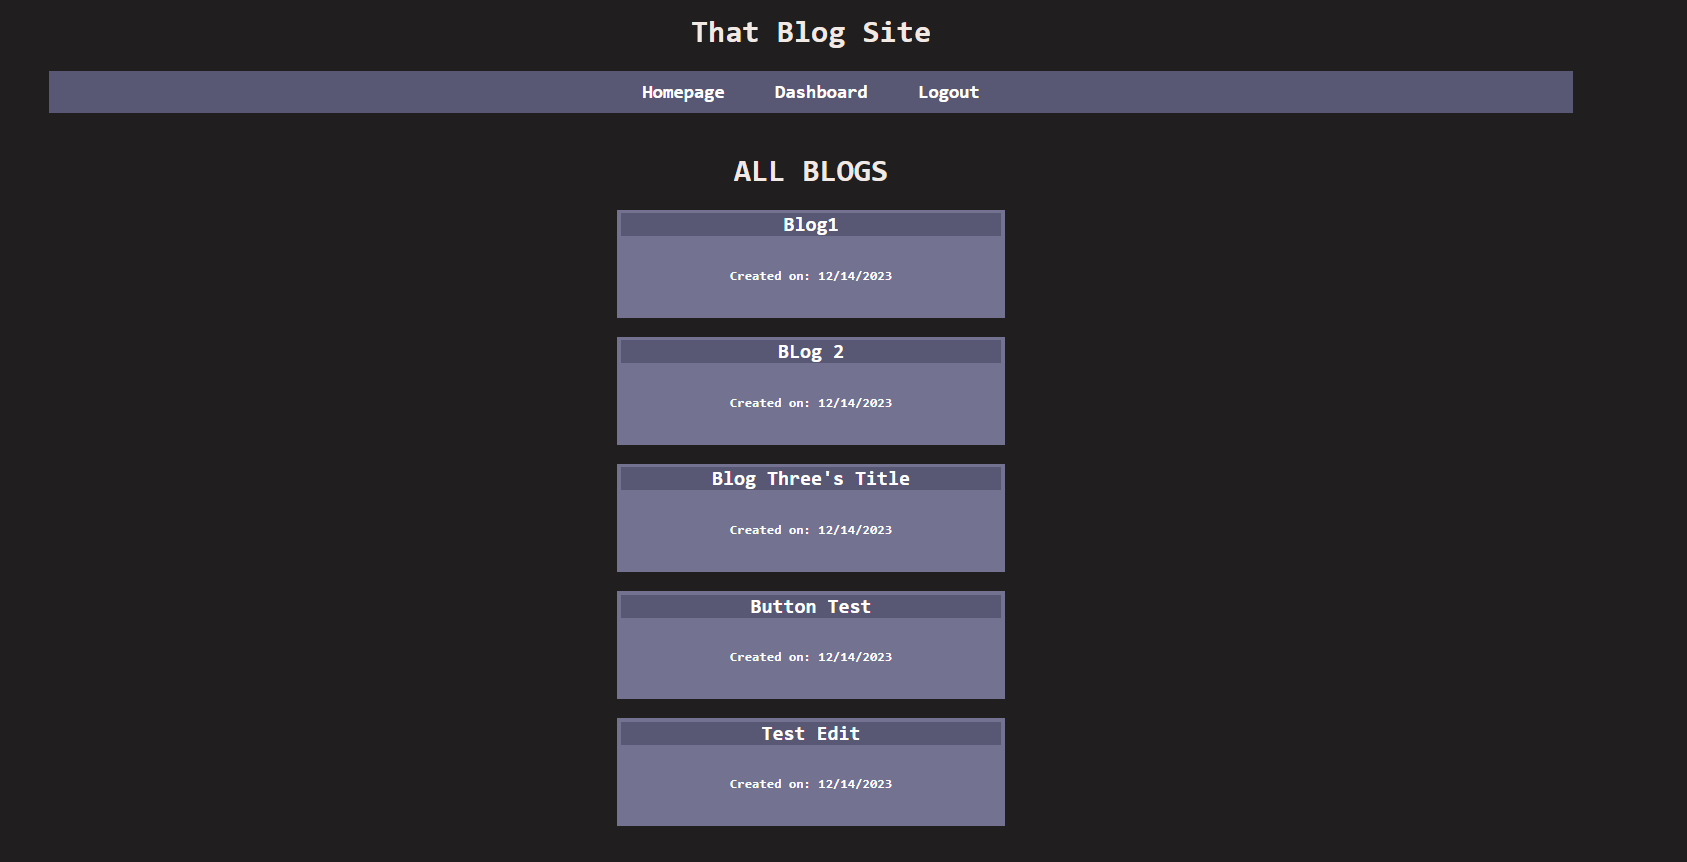 That Blog Site
Homepage Dashboard Logout
ALL BLOGS
Blog1
Created on: 12/14/2023
BLog 2
Created on: 12/14/2023
Blog Three's Title
Created on: 12/14/2023
Button Test
Created on: 12/14/2023
Test Edit
Created on: 12/14/2023